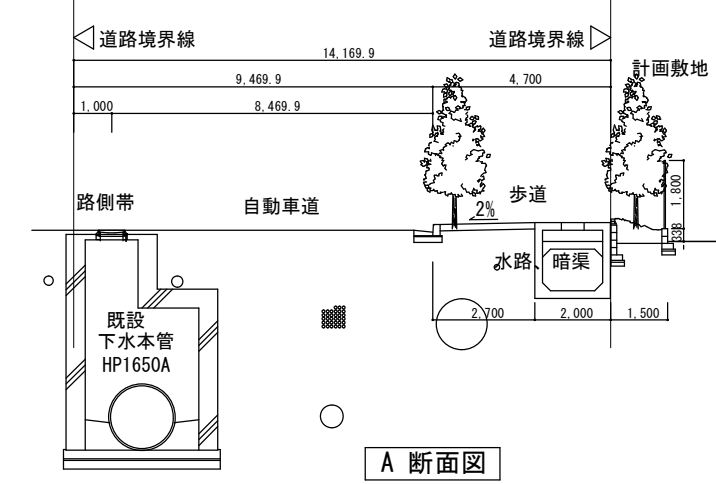 道路境界線
道路境界線
14,169.9
計画敷地
9,469.9
4,700
1,000
8,469.9
路側帯
自動車道
2%
歩道
1,800
338
水路、暗渠
既設
下水本管
HP1650A
2,700
2,000
1,500
A 断面図